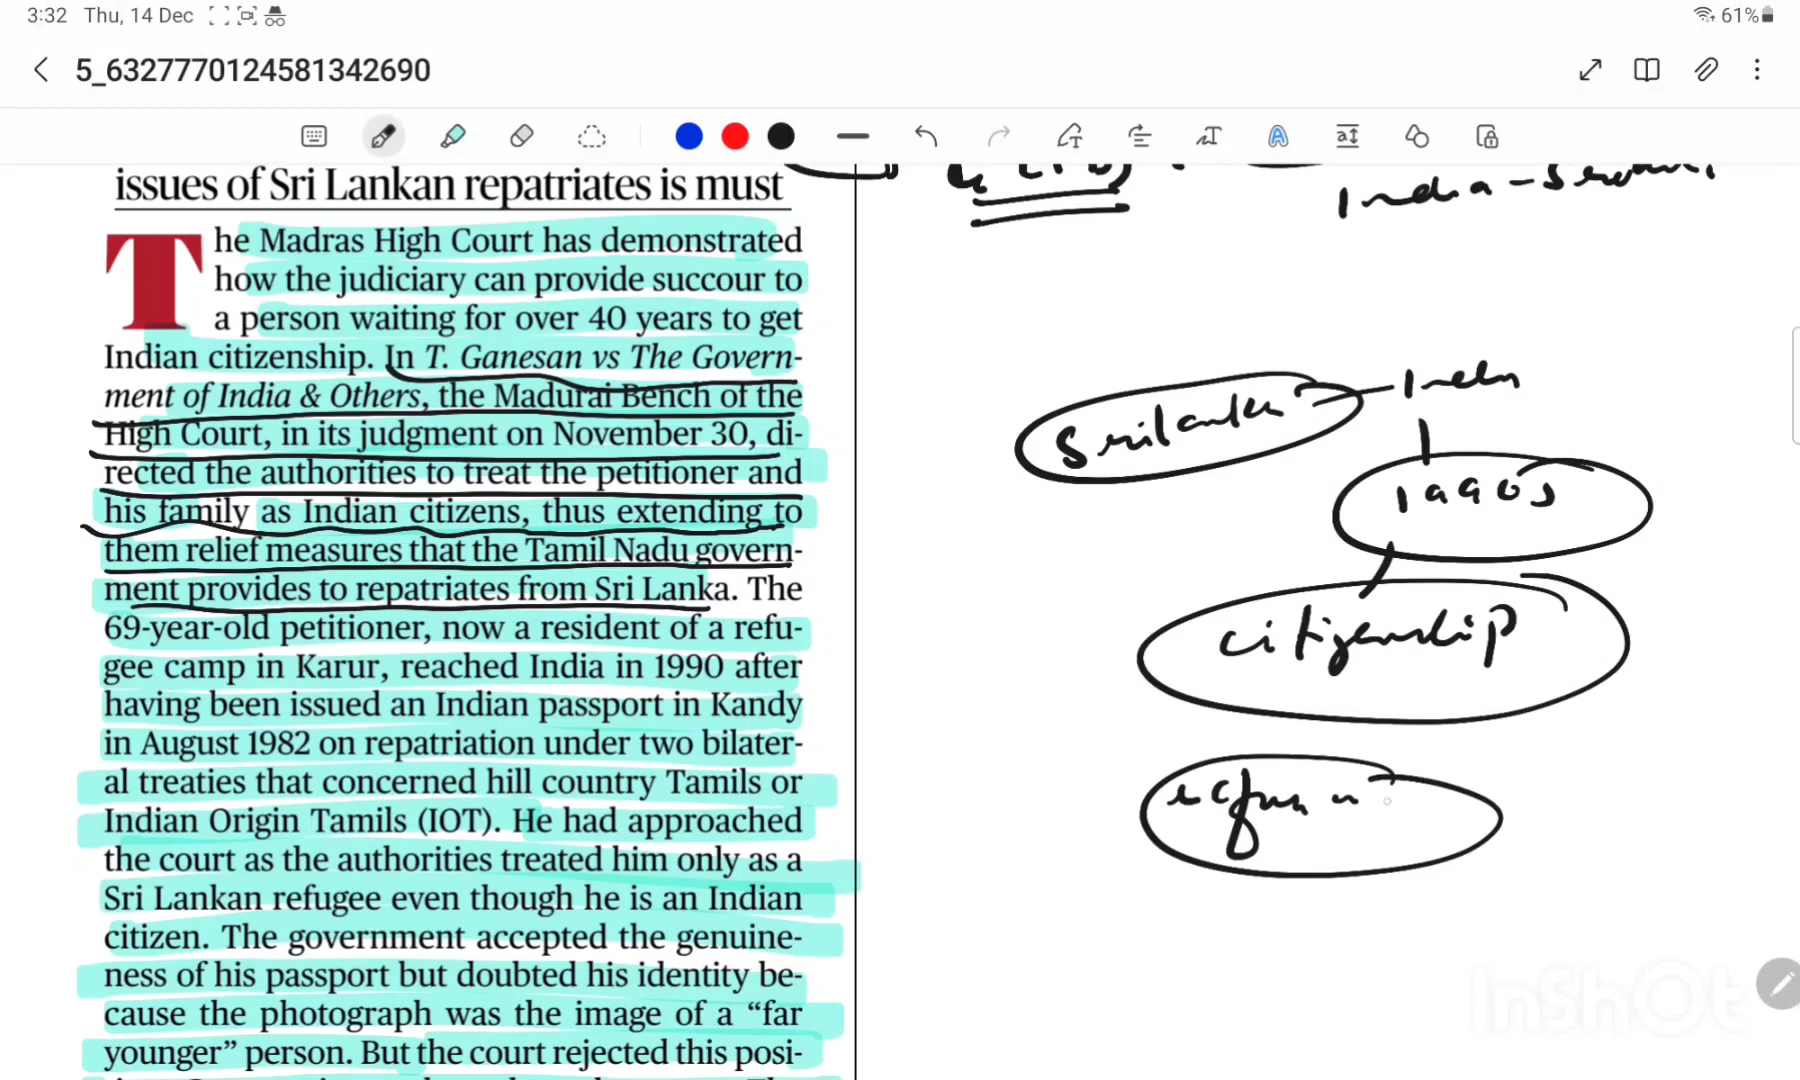 3:32 Thu, 14 Dec
61%
5_6327770124581342690
issues of Sri Lankan repatriates is must
The Madras High Court has demonstrated
how the judiciary can provide succour to
a person waiting for over 40 years to get
Indian citizenship. In T. Ganesan vs The Govern-
ment of India & Others, the Madurai Bench of the
High Court, in its judgment on November 30, di-
rected the authorities to treat the petitioner and
his family as Indian citizens, thus extending to
them relief measures that the Tamil Nadu govern-
ment provides to repatriates from Sri Lanka. The
69-year-old petitioner, now a resident of a refu-
gee camp in Karur, reached India in 1990 after
having been issued an Indian passport in Kandy
in August 1982 on repatriation under two bilater-
al treaties that concerned hill country Tamils or
Indian Origin Tamils (IOT). He had approached
the court as the authorities treated him only as a
Sri Lankan refugee even though he is an Indian
citizen. The government accepted the genuine-
ness of his passport but doubted his identity be-
cause the photograph was the image of a “far
younger” person. But the court rejected this posi-
India -
Srilanka - India
1990s
citizenship
InShOt